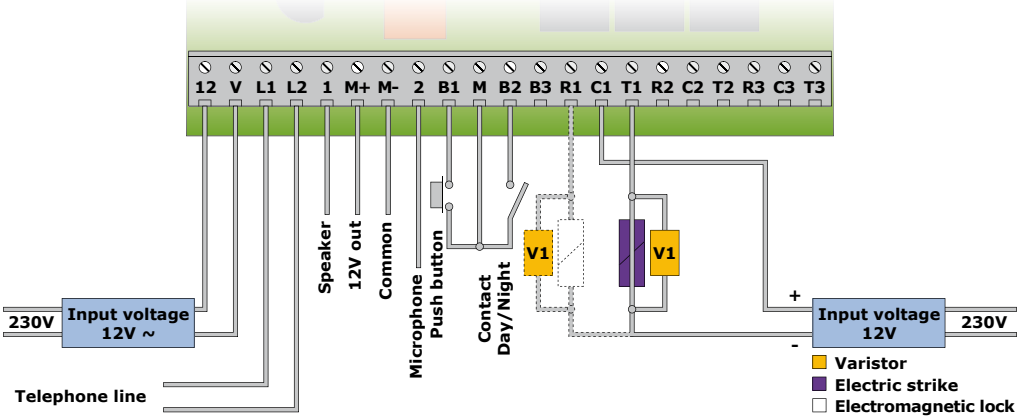 12 V L1 L2 1 M+ M- 2 B1 M B2 B3 R1 C1 T1 R2 C2 T2 R3 C3 T3
Speaker
12V out
Common
Microphone
Push button
Contact
Day/Night
V1
V1
230V
Input voltage
12V ~
+
-
Input voltage
12V
230V
Telephone line
Varistor
Electric strike
Electromagnetic lock